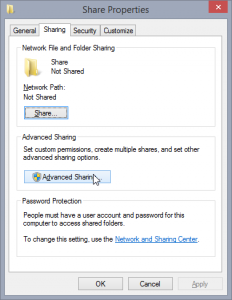 Share Properties
General Sharing Security Customize
Network File and Folder Sharing
Share
Not Shared
Network Path:
Not Shared
Share...
Advanced Sharing
Set custom permissions, create multiple shares, and set other
advanced sharing options.
Advanced Sharing...
Password Protection
People must have a user account and password for this
computer to access shared folders.
To change this setting, use the Network and Sharing Center.
OK Cancel Apply